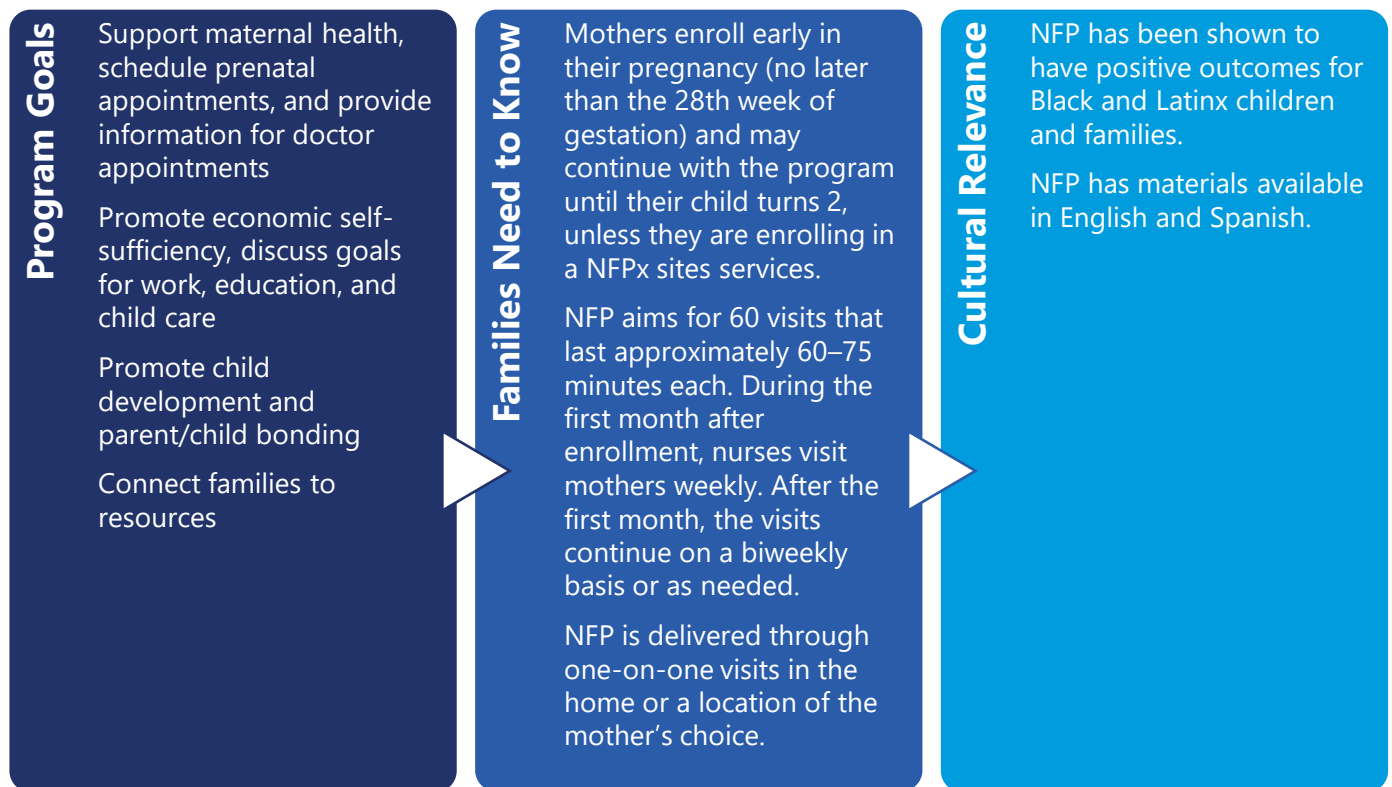 Program Goals
Support maternal health,
schedule prenatal
appointments, and provide
information for doctor
appointments
Promote economic self-
sufficiency, discuss goals
for work, education, and
child care
Promote child
development and
parent/child bonding
Connect families to
resources
Families Need to Know
Mothers enroll early in
their pregnancy (no later
than the 28th week of
gestation) and may
continue with the program
until their child turns 2,
unless they are enrolling in
a NFPx sites services.
NFP aims for 60 visits that
last approximately 60–75
minutes each. During the
first month after
enrollment, nurses visit
mothers weekly. After the
first month, the visits
continue on a biweekly
basis or as needed.
NFP is delivered through
one-on-one visits in the
home or a location of the
mother’s choice.
Cultural Relevance
NFP has been shown to
have positive outcomes for
Black and Latinx children
and families.
NFP has materials available
in English and Spanish.